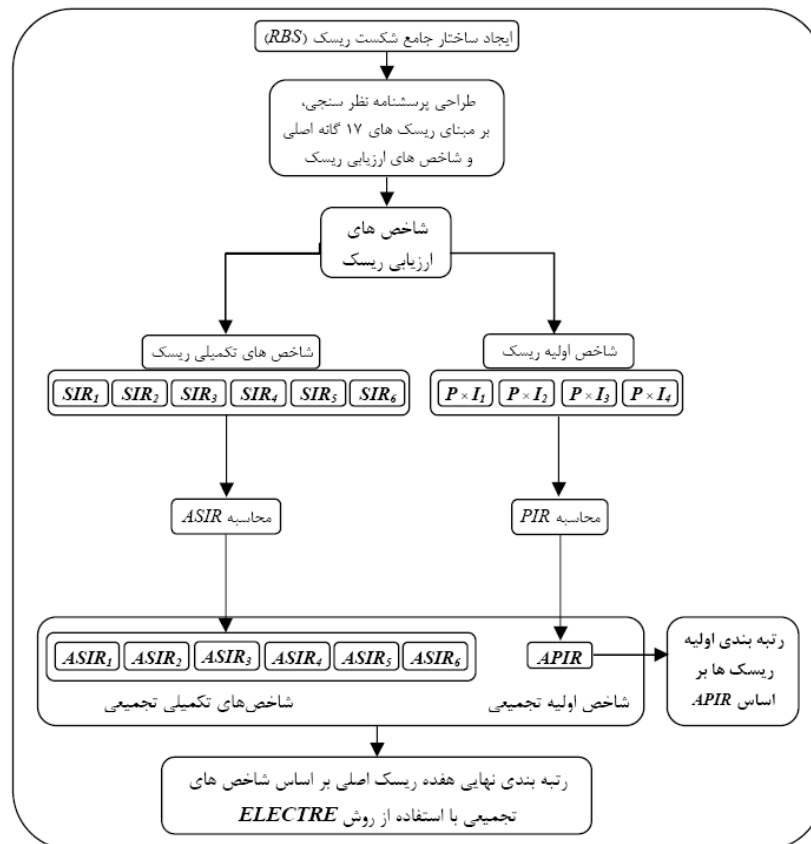 ایجاد ساختار جامع شکست ریسک (RBS)
طراحی پرسشنامه نظر سنجی،
بر مبنای ریسک های ۱۷ گانه اصلی
و شاخص های ارزیابی ریسک
شاخص های
ارزیابی ریسک
شاخص اولیه ریسک
P × I₁ P × I₂ P × I₃ P × I₄
شاخص های تکمیلی ریسک
SIR₁ SIR₂ SIR₃ SIR₄ SIR₅ SIR₆
محاسبه PIR
محاسبه ASIR
APIR
شاخص اولیه تجمیعی
ASIR₁ ASIR₂ ASIR₃ ASIR₄ ASIR₅ ASIR₆
شاخص‌های تکمیلی تجمیعی
رتبه بندی اولیه
ریسک ها بر
اساس APIR
رتبه بندی نهایی هفده ریسک اصلی بر اساس شاخص های
تجمیعی با استفاده از روش ELECTRE